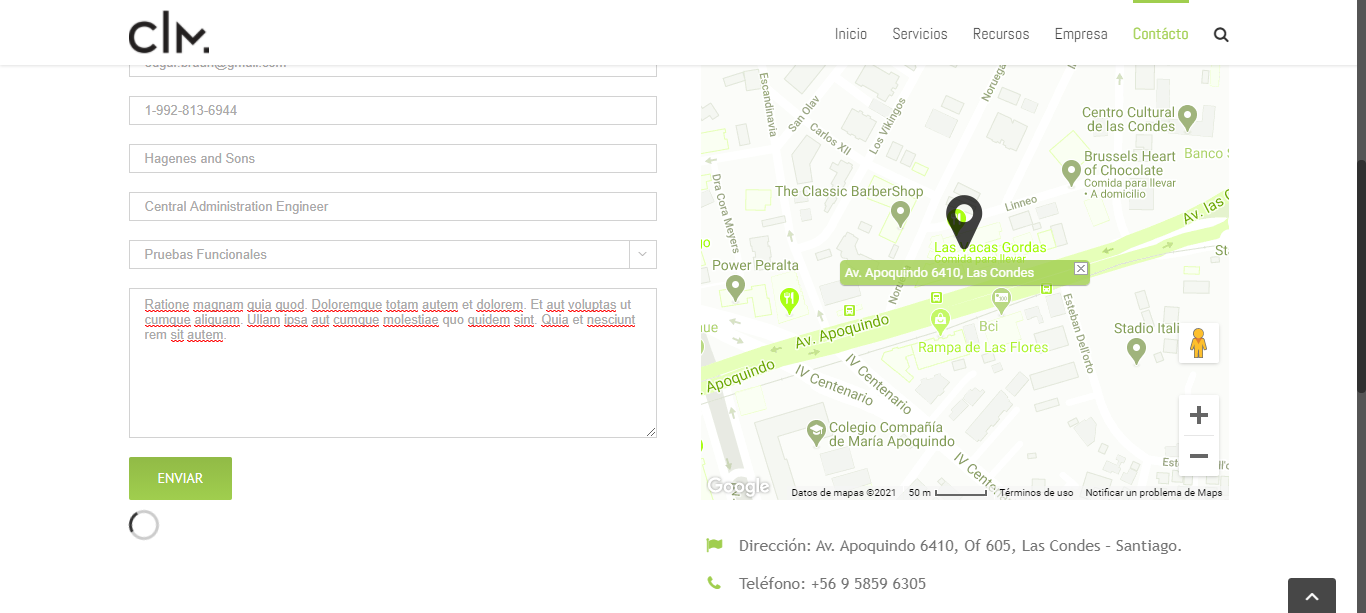 clm.
Inicio Servicios Recursos Empresa Contácto
1-992-813-6944
Hagenes and Sons
Central Administration Engineer
Pruebas Funcionales
Ratione magnam quia quod. Doloremque totam autem et dolorem. Et aut voluptas ut
cumque aliquam. Ullam ipsa aut cumque molestiae quo quidem sint. Quia et nesciunt
rem sit autem.
ENVIAR
Escandinavia
San Olav
Carlos XII
Los Vikingos
Noruega
Centro Cultural
de las Condes
Brussels Heart
of Chocolate
Comida para llevar
• A domicilio
Banco
Dra Cora Meyers
The Classic BarberShop
Linneo
Av. las C
Las Vacas Gordas
Comida para llevar
Power Peralta
Av. Apoquindo 6410, Las Condes
Av. Apoquindo
Bci
Rampa de Las Flores
Esteban Dell'orto
Stadio Itali
Apoquindo
IV Centenario
IV Centenario
Colegio Compañía
de María Apoquindo
IV Centenario
Google
Datos de mapas ©2021 50 m Términos de uso Notificar un problema de Maps
Dirección: Av. Apoquindo 6410, Of 605, Las Condes - Santiago.
Teléfono: +56 9 5859 6305